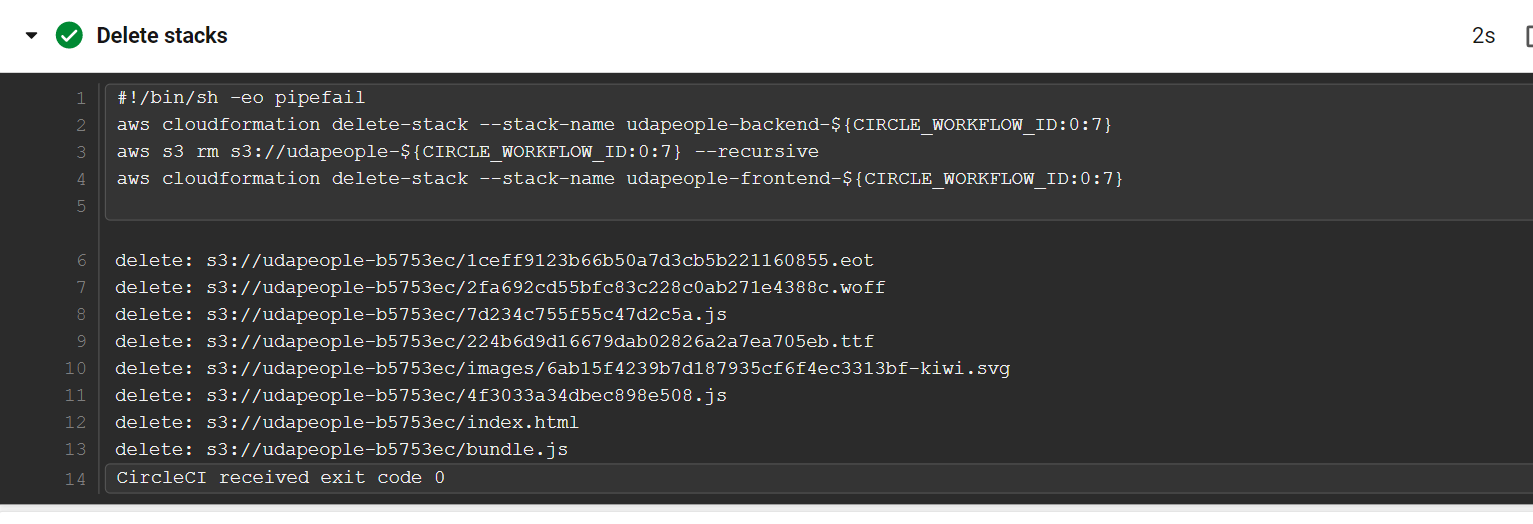 Delete stacks
2s
1 #!/bin/sh -eo pipefail
2 aws cloudformation delete-stack --stack-name udapeople-backend-${CIRCLE_WORKFLOW_ID:0:7}
3 aws s3 rm s3://udapeople-${CIRCLE_WORKFLOW_ID:0:7} --recursive
4 aws cloudformation delete-stack --stack-name udapeople-frontend-${CIRCLE_WORKFLOW_ID:0:7}
5
6 delete: s3://udapeople-b5753ec/1ceff9123b66b50a7d3cb5b221160855.eot
7 delete: s3://udapeople-b5753ec/2fa692cd55bfc83c228c0ab271e4388c.woff
8 delete: s3://udapeople-b5753ec/7d234c755f55c47d2c5a.js
9 delete: s3://udapeople-b5753ec/224b6d9d16679dab02826a2a7ea705eb.ttf
10 delete: s3://udapeople-b5753ec/images/6ab15f4239b7d187935cf6f4ec3313bf-kiwi.svg
11 delete: s3://udapeople-b5753ec/4f3033a34dbec898e508.js
12 delete: s3://udapeople-b5753ec/index.html
13 delete: s3://udapeople-b5753ec/bundle.js
14 CircleCI received exit code 0